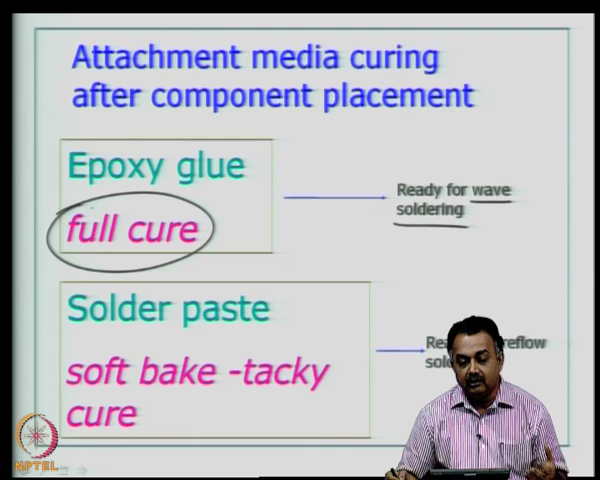 Attachment media curing
after component placement
Epoxy glue
full cure
Ready for wave
soldering
Solder paste
soft bake -tacky
cure
reflow
NPTEL